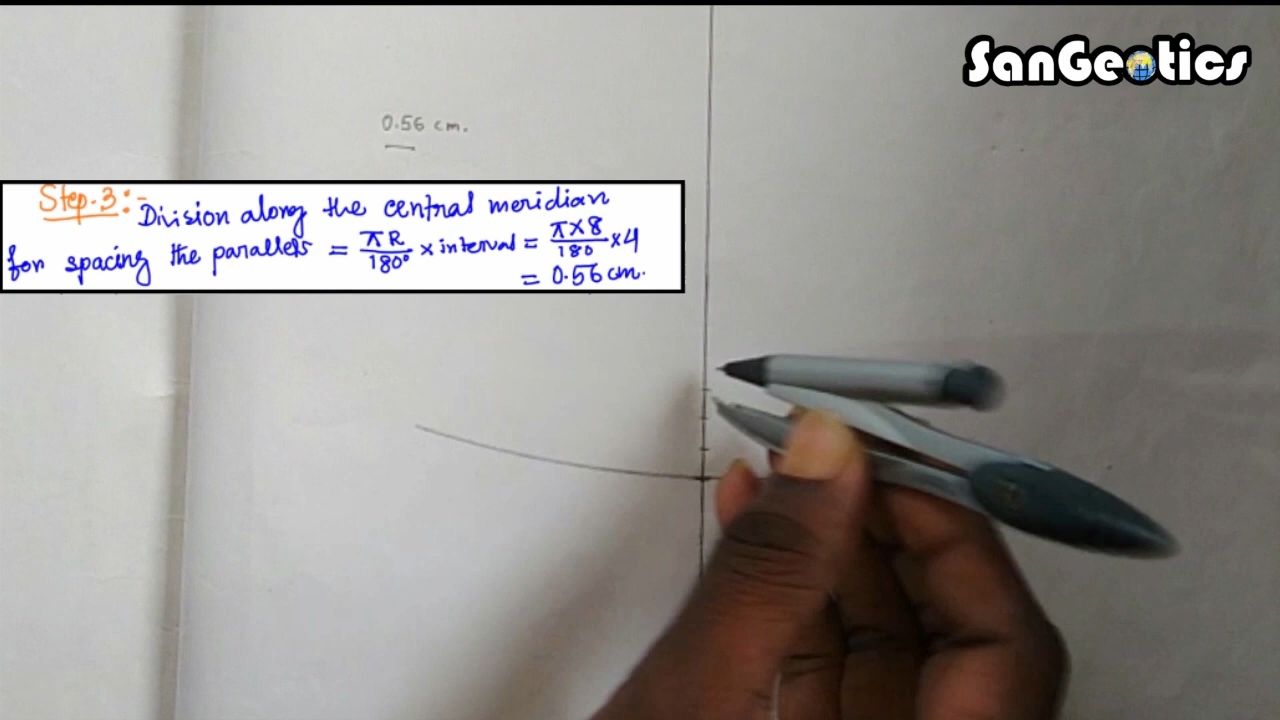 SanGeotics
0.56 cm.
Step-3:- Division along the central meridian
for spacing the parallels = πR/180° × interval = π×8/180 ×4
= 0.56 cm.